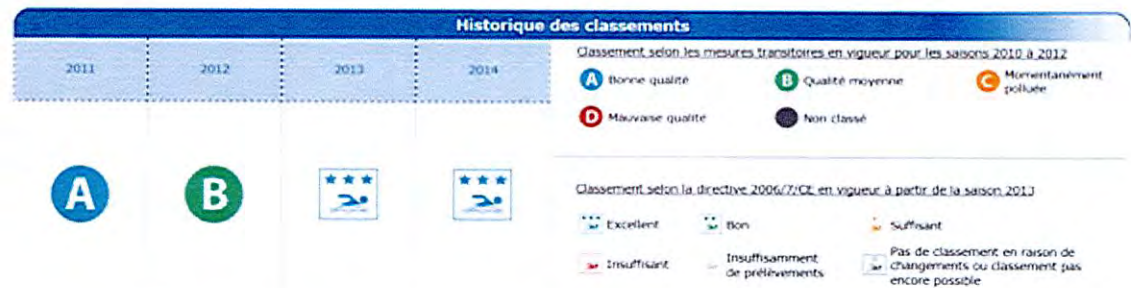 Historique des classements
2011 2012 2013 2014
A B
Classement selon les mesures transitoires en vigueur pour les saisons 2010 à 2012
A Bonne qualité B Qualité moyenne C Momentanément
polluée
D Mauvaise qualité Non classé
Classement selon la directive 2006/7/CE en vigueur à partir de la saison 2013
Excellent Bon Suffisant
Insuffisant Insuffisamment
de prélèvements
Pas de classement en raison de
changements ou classement pas
encore possible